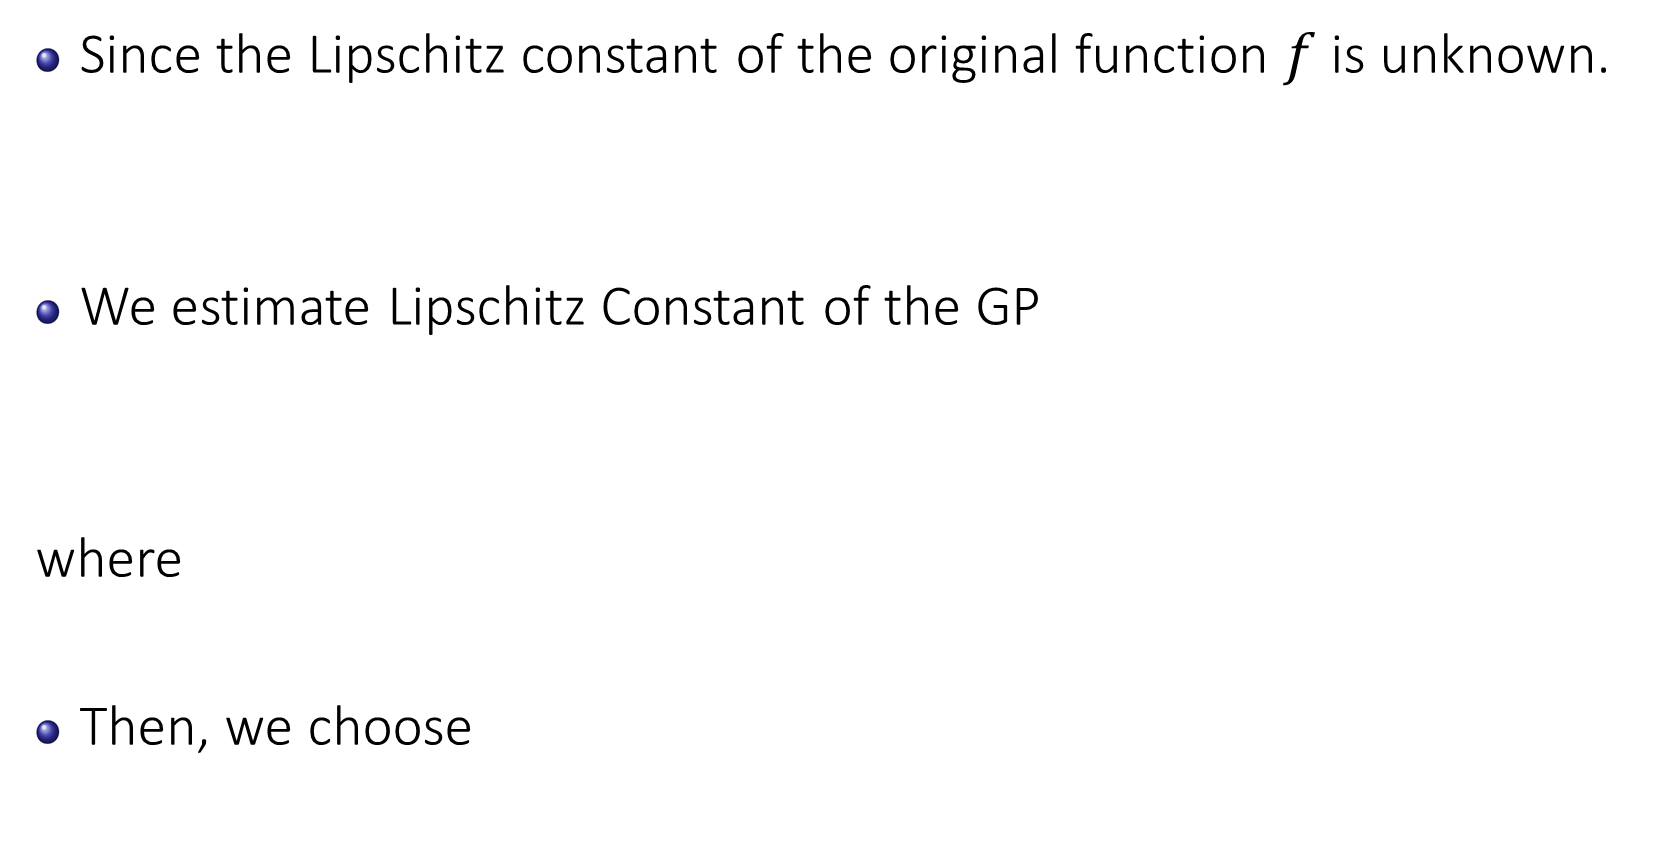 Since the Lipschitz constant of the original function f is unknown.
We estimate Lipschitz Constant of the GP
where
Then, we choose